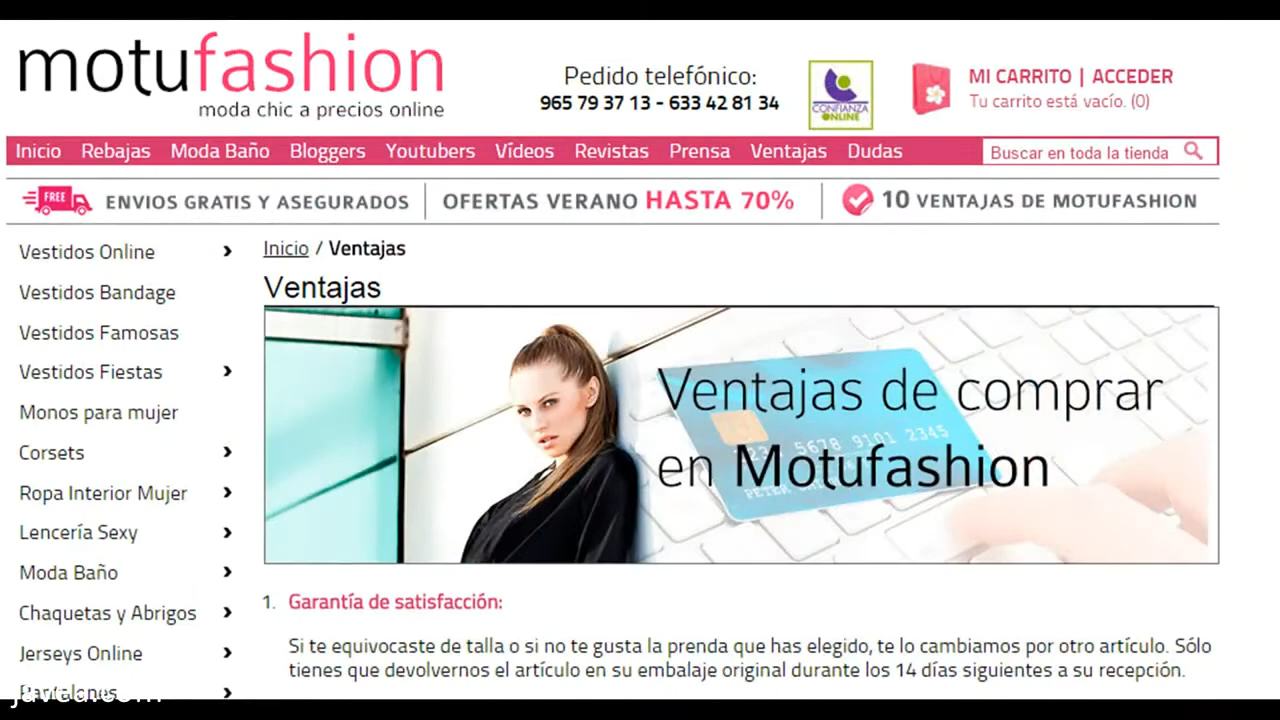 motufashion
moda chic a precios online
Pedido telefónico:
965 79 37 13 - 633 42 81 34
CONFIANZA
ONLINE
MI CARRITO | ACCEDER
Tu carrito está vacío. (0)
Inicio Rebajas Moda Baño Bloggers Youtubers Vídeos Revistas Prensa Ventajas Dudas
Buscar en toda la tienda
FREE ENVIOS GRATIS Y ASEGURADOS
OFERTAS VERANO HASTA 70%
10 VENTAJAS DE MOTUFASHION
Vestidos Online
Vestidos Bandage
Vestidos Famosas
Vestidos Fiestas
Monos para mujer
Corsets
Ropa Interior Mujer
Lencería Sexy
Moda Baño
Chaquetas y Abrigos
Jerseys Online
Pantalones
Inicio / Ventajas
Ventajas
Ventajas de comprar
en Motufashion
5678 9101 2345
1. Garantía de satisfacción:
Si te equivocaste de talla o si no te gusta la prenda que has elegido, te lo cambiamos por otro artículo. Sólo
tienes que devolvernos el artículo en su embalaje original durante los 14 días siguientes a su recepción.